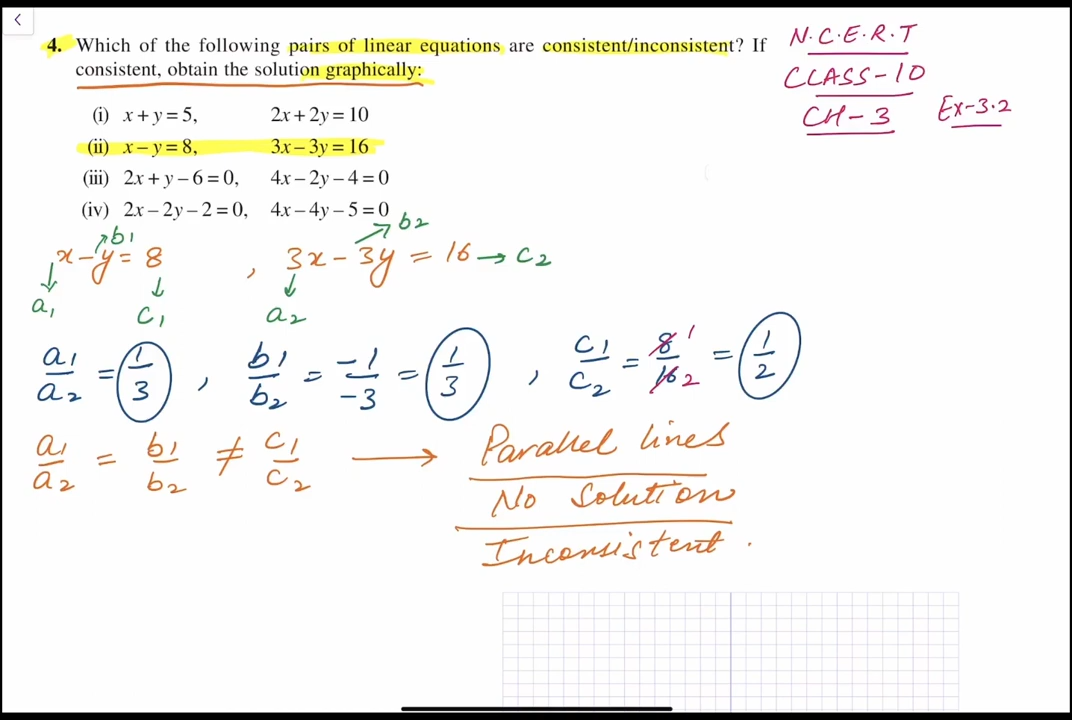 4. Which of the following pairs of linear equations are consistent/inconsistent? If
consistent, obtain the solution graphically:
(i) x + y = 5, 2x + 2y = 10
(ii) x – y = 8, 3x – 3y = 16
(iii) 2x + y – 6 = 0, 4x – 2y – 4 = 0
(iv) 2x – 2y – 2 = 0, 4x – 4y – 5 = 0
N.C.E.R.T
CLASS-10
CH-3 Ex-3.2
b1 b2
x-y=8, 3x-3y=16→c2
a1 c1 a2
a1/a2 = 1/3, b1/b2 = -1/-3 = 1/3, c1/c2 = 8/16 1/2 = 1/2
a1/a2 = b1/b2 ≠ c1/c2 → Parallel lines
No Solution
Inconsistent.